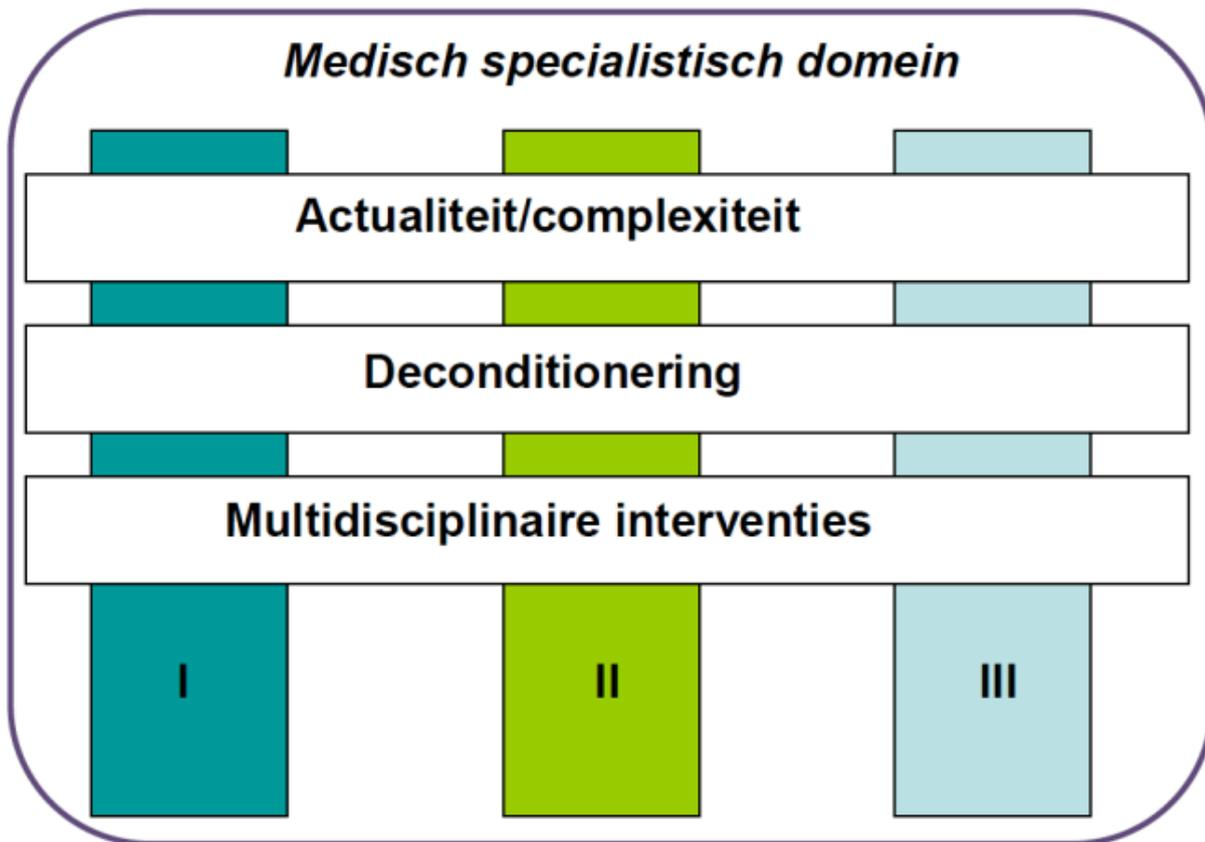 Medisch specialistisch domein
Actualiteit/complexiteit
Deconditionering
Multidisciplinaire interventies
I
II
III